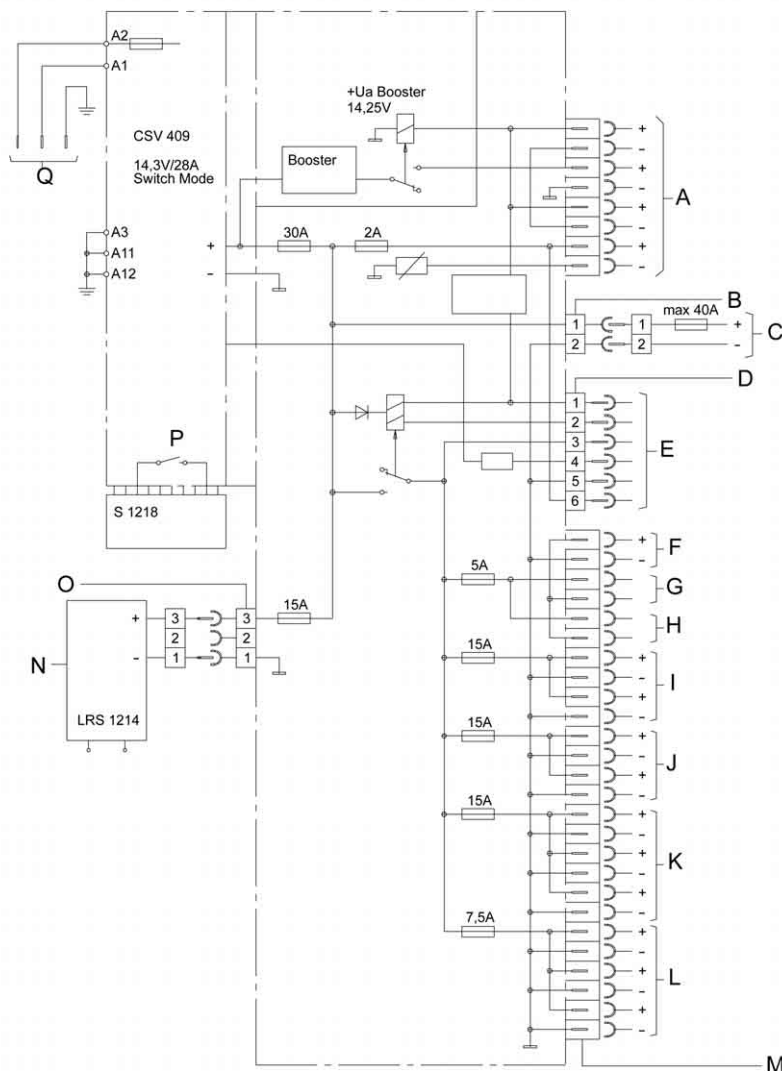 A2
A1
CSV 409
14,3V/28A
Switch Mode
Q
+Ua Booster
14,25V
Booster
+
-
+
-
+
-
+
-
A
A3
A11
A12
+
-
30A
2A
B
1
2
1
2
max 40A
+
-
C
D
1
2
3
4
5
6
E
P
S 1218
O
15A
3
2
1
3
2
1
+
-
N
LRS 1214
+
-
F
5A
G
H
15A
+
-
+
-
I
15A
+
-
+
-
J
15A
+
-
+
-
+
-
K
7,5A
+
-
+
-
+
-
L
M